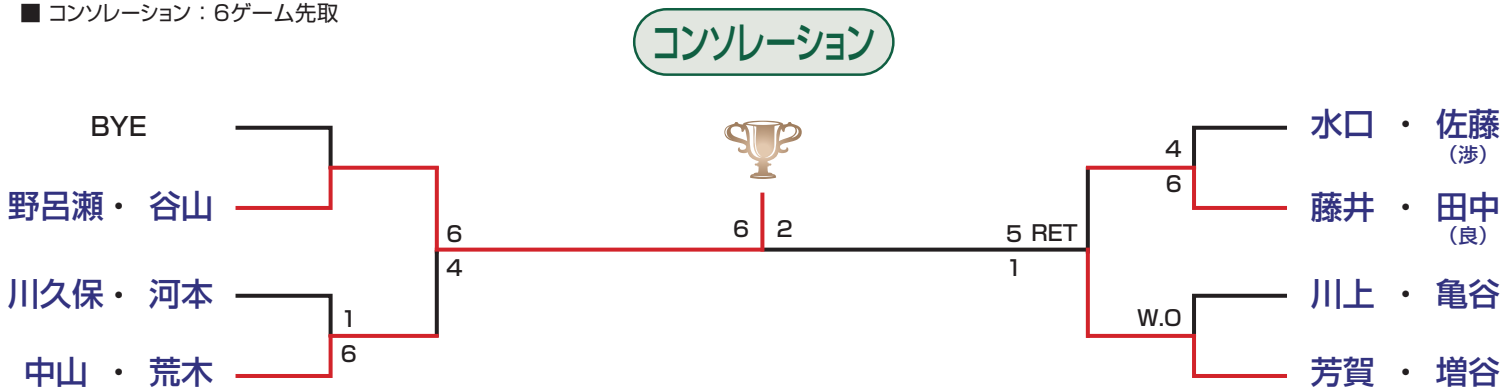 ■ コンソレーション：6ゲーム先取
コンソレーション
BYE
野呂瀬・ 谷山
川久保・ 河本
中山 ・ 荒木
1
6
6
4
6 2
5 RET
1
4
6
W.O
水口 ・ 佐藤
（渉）
藤井 ・ 田中
（良）
川上 ・ 亀谷
芳賀 ・ 増谷